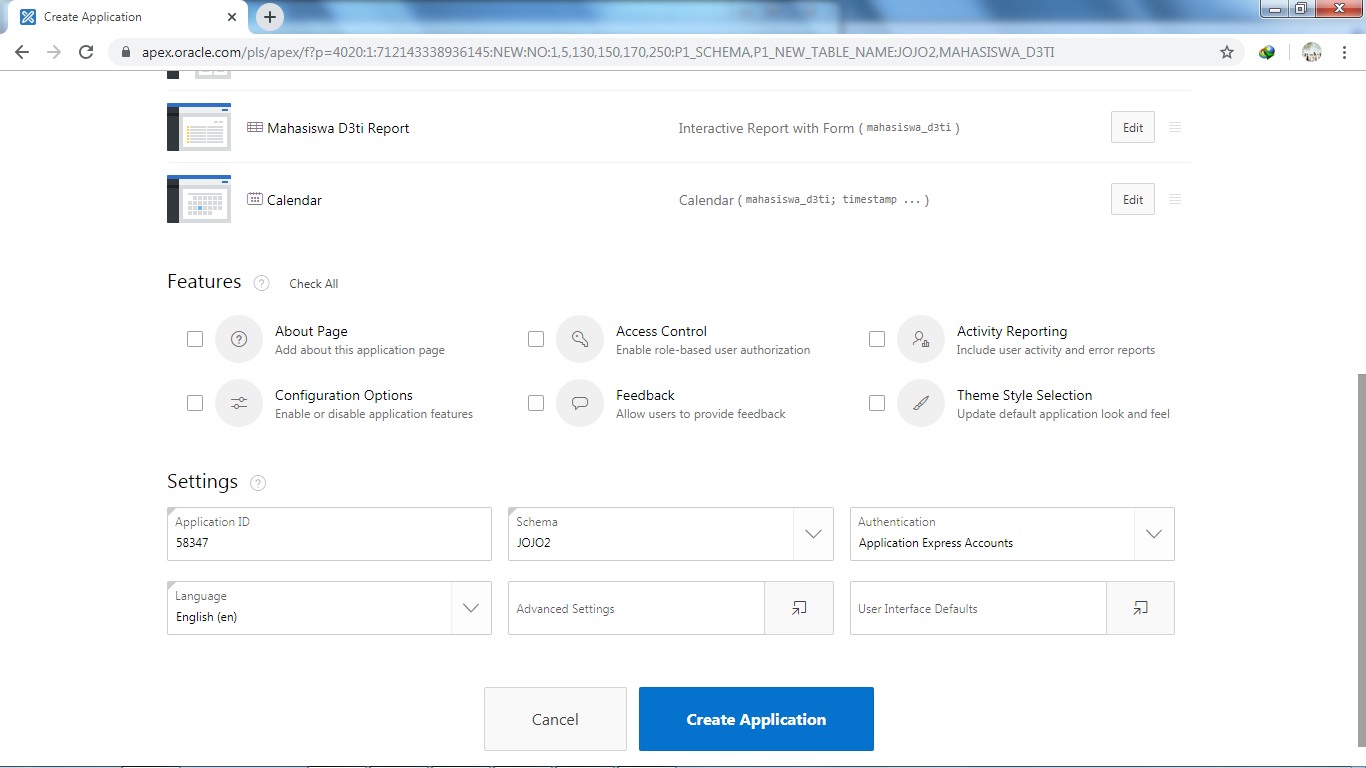 Create Application
apex.oracle.com/pls/apex/f?p=4020:1:712143338936145:NEW:NO:1,5,130,150,170,250:P1_SCHEMA,P1_NEW_TABLE_NAME:JOJO2,MAHASISWA_D3TI
Mahasiswa D3ti Report Interactive Report with Form ( mahasiswa_d3ti ) Edit
Calendar Calendar ( mahasiswa_d3ti; timestamp ... ) Edit
Features ? Check All
? About Page
Add about this application page
Access Control
Enable role-based user authorization
Activity Reporting
Include user activity and error reports
Configuration Options
Enable or disable application features
Feedback
Allow users to provide feedback
Theme Style Selection
Update default application look and feel
Settings ?
Application ID
58347
Schema
JOJO2
Authentication
Application Express Accounts
Language
English (en)
Advanced Settings
User Interface Defaults
Cancel
Create Application